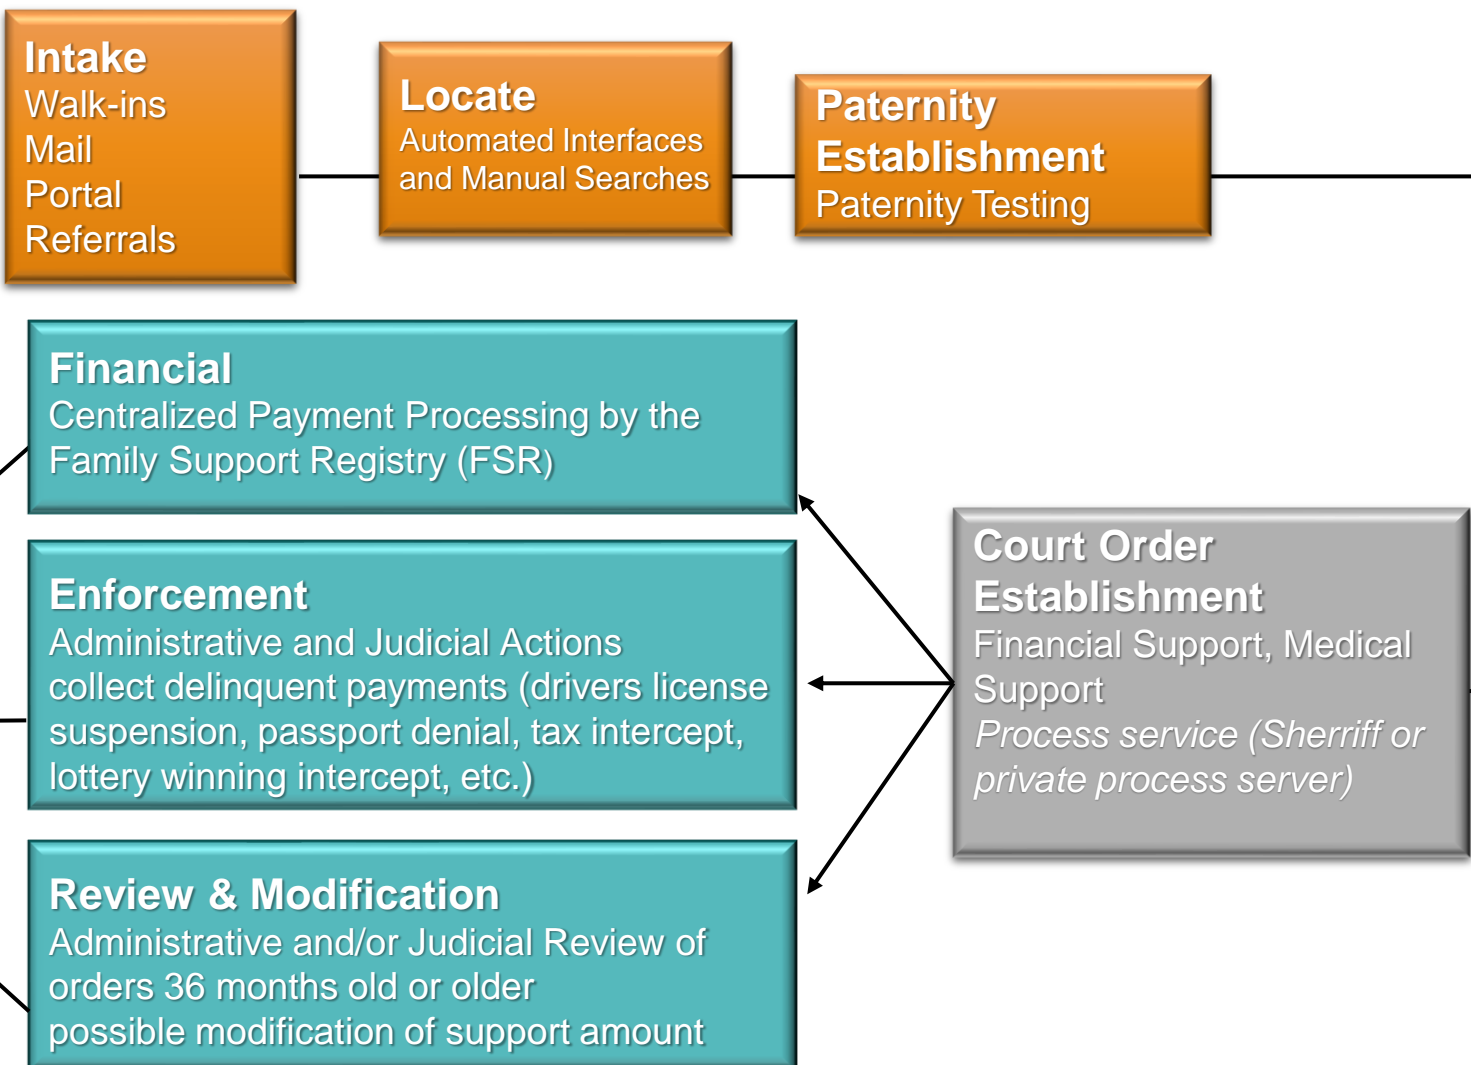 Intake
Walk-ins
Mail
Portal
Referrals
Locate
Automated Interfaces
and Manual Searches
Paternity
Establishment
Paternity Testing
Financial
Centralized Payment Processing by the
Family Support Registry (FSR)
Enforcement
Administrative and Judicial Actions
collect delinquent payments (drivers license
suspension, passport denial, tax intercept,
lottery winning intercept, etc.)
Review & Modification
Administrative and/or Judicial Review of
orders 36 months old or older
possible modification of support amount
Court Order
Establishment
Financial Support, Medical
Support
Process service (Sherriff or
private process server)